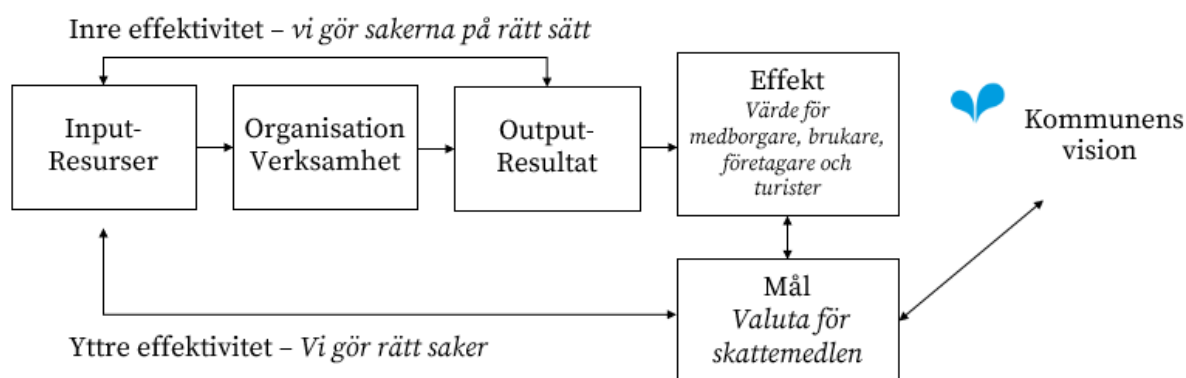 Inre effektivitet – vi gör sakerna på rätt sätt
Input-
Resurser
Organisation
Verksamhet
Output-
Resultat
Effekt
Värde för
medborgare, brukare,
företagare och
turister
Kommunens
vision
Mål
Valuta för
skattemedlen
Yttre effektivitet – Vi gör rätt saker